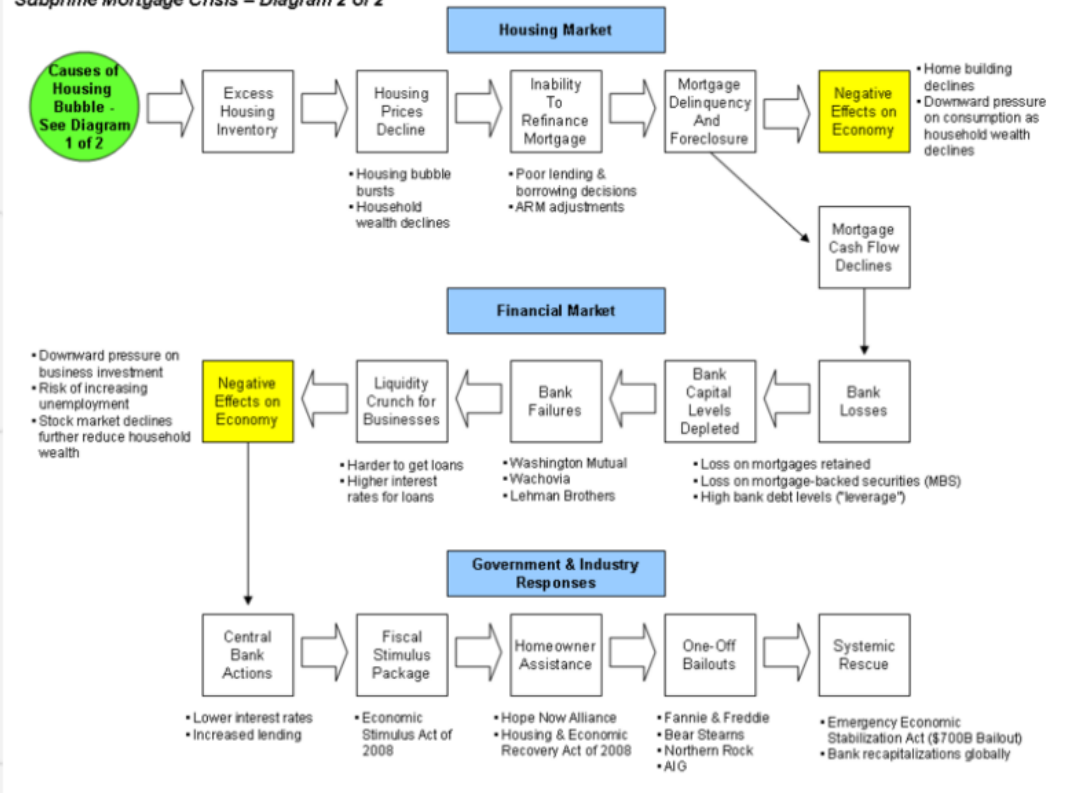 Subprime Mortgage Crisis – Diagram 2 of 2
Housing Market
Causes of
Housing
Bubble -
See Diagram
1 of 2
Excess
Housing
Inventory
Housing
Prices
Decline
Inability
To
Refinance
Mortgage
Mortgage
Delinquency
And
Foreclosure
Negative
Effects on
Economy
▪ Home building
declines
▪ Downward pressure
on consumption as
household wealth
declines
▪ Housing bubble
bursts
▪ Household
wealth declines
▪ Poor lending &
borrowing decisions
▪ ARM adjustments
Mortgage
Cash Flow
Declines
Financial Market
▪ Downward pressure on
business investment
▪ Risk of increasing
unemployment
▪ Stock market declines
further reduce household
wealth
Negative
Effects on
Economy
Liquidity
Crunch for
Businesses
Bank
Failures
Bank
Capital
Levels
Depleted
Bank
Losses
▪ Harder to get loans
▪ Higher interest
rates for loans
▪ Washington Mutual
▪ Wachovia
▪ Lehman Brothers
▪ Loss on mortgages retained
▪ Loss on mortgage-backed securities (MBS)
▪ High bank debt levels ("leverage")
Government & Industry
Responses
Central
Bank
Actions
Fiscal
Stimulus
Package
Homeowner
Assistance
One-Off
Bailouts
Systemic
Rescue
▪ Lower interest rates
▪ Increased lending
▪ Economic
Stimulus Act of
2008
▪ Hope Now Alliance
▪ Housing & Economic
Recovery Act of 2008
▪ Fannie & Freddie
▪ Bear Stearns
▪ Northern Rock
▪ AIG
▪ Emergency Economic
Stabilization Act ($700B Bailout)
▪ Bank recapitalizations globally